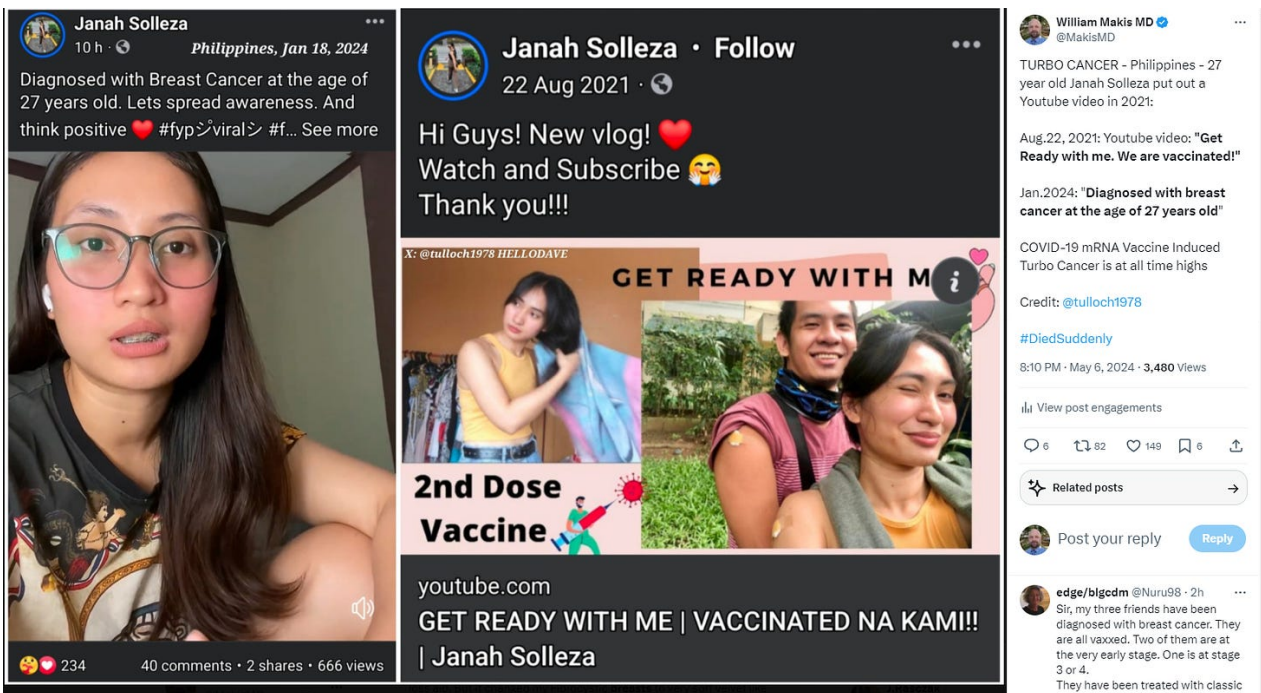 Janah Solleza
10 h ·
Philippines, Jan 18, 2024
Diagnosed with Breast Cancer at the age of
27 years old. Lets spread awareness. And
think positive ❤️ #fypシviralシ #f... See more
234
40 comments • 2 shares • 666 views
Janah Solleza • Follow
22 Aug 2021 ·
Hi Guys! New vlog! ❤️
Watch and Subscribe 🤗
Thank you!!!
X: @tulloch1978 HELLODAVE
GET READY WITH M
i
2nd Dose
Vaccine
youtube.com
GET READY WITH ME | VACCINATED NA KAMI!!
| Janah Solleza
William Makis MD
@MakisMD
TURBO CANCER - Philippines - 27
year old Janah Solleza put out a
Youtube video in 2021:
Aug.22, 2021: Youtube video: "Get
Ready with me. We are vaccinated!"
Jan.2024: "Diagnosed with breast
cancer at the age of 27 years old"
COVID-19 mRNA Vaccine Induced
Turbo Cancer is at all time highs
Credit: @tulloch1978
#DiedSuddenly
8:10 PM · May 6, 2024 · 3,480 Views
View post engagements
6 82 149 6
Related posts
Post your reply
Reply
edge/blgcdm @Nuru98 · 2h
Sir, my three friends have been
diagnosed with breast cancer. They
are all vaxxed. Two of them are at
the very early stage. One is at stage
3 or 4.
They have been treated with classic